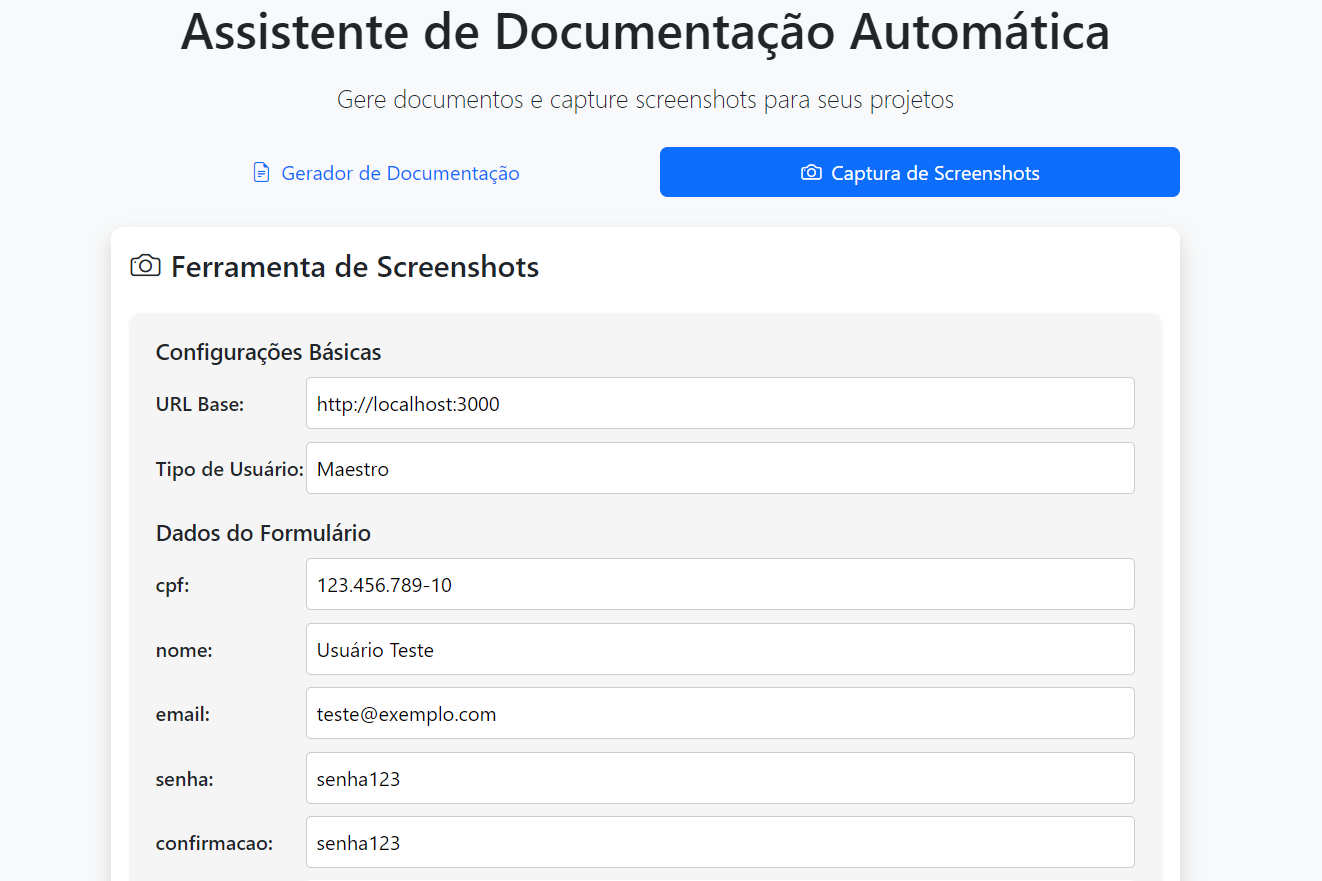 Assistente de Documentação Automática
Gere documentos e capture screenshots para seus projetos
Gerador de Documentação
Captura de Screenshots
Ferramenta de Screenshots
Configurações Básicas
URL Base: http://localhost:3000
Tipo de Usuário: Maestro
Dados do Formulário
cpf: 123.456.789-10
nome: Usuário Teste
email: teste@exemplo.com
senha: senha123
confirmacao: senha123